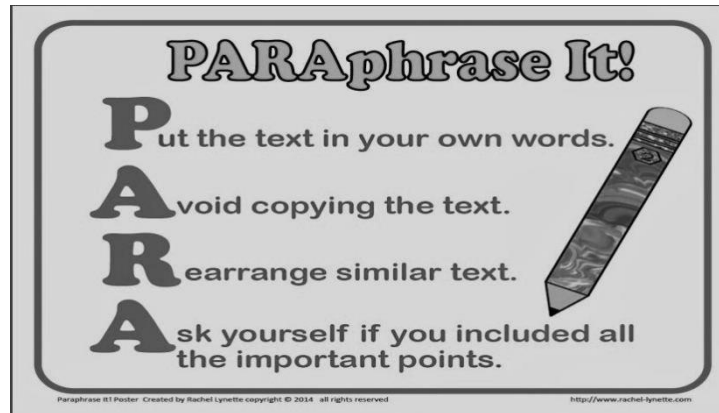 PARAphrase It!
Put the text in your own words.
Avoid copying the text.
Rearrange similar text.
Ask yourself if you included all
the important points.
Paraphrase It! Poster Created by Rachel Lynette copyright © 2014 all rights reserved
http://www.rachel-lynette.com